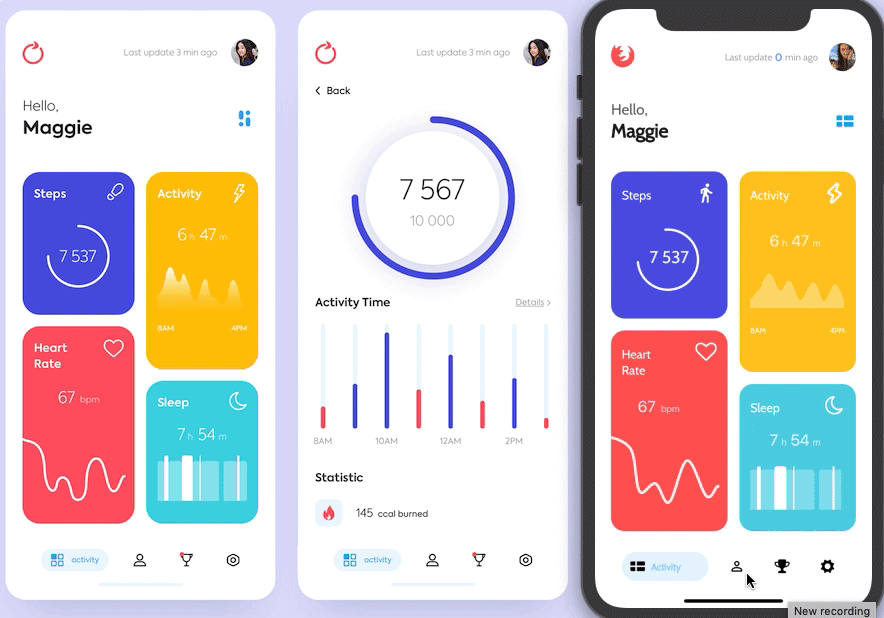 Last update 3 min ago
Hello,
Maggie
Steps
7 537
Activity
6 h 47 m
8AM 4PM
Heart
Rate
67 bpm
Sleep
7 h 54 m
activity
Last update 3 min ago
Back
7 567
10 000
Activity Time
Details
8AM 10AM 12AM 2PM
Statistic
145 ccal burned
activity
Last update 0 min ago
Hello,
Maggie
Steps
7 537
Activity
6 h 47 m
8AM 4PM
Heart
Rate
67 bpm
Sleep
7 h 54 m
Activity
New recording